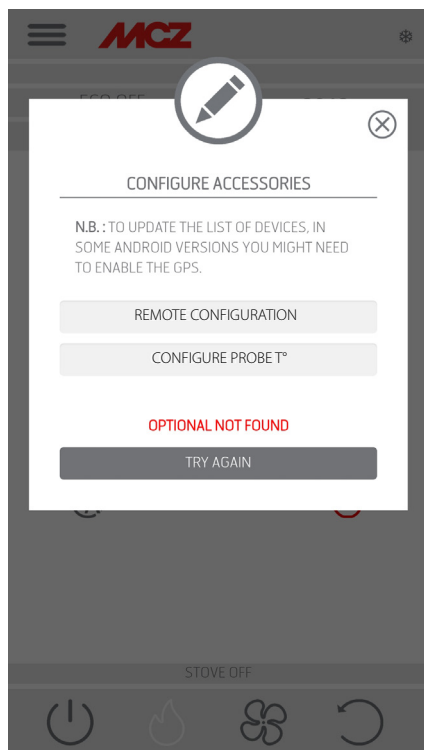 MCZ
CONFIGURE ACCESSORIES
N.B. : TO UPDATE THE LIST OF DEVICES, IN
SOME ANDROID VERSIONS YOU MIGHT NEED
TO ENABLE THE GPS.
REMOTE CONFIGURATION
CONFIGURE PROBE T°
OPTIONAL NOT FOUND
TRY AGAIN
STOVE OFF